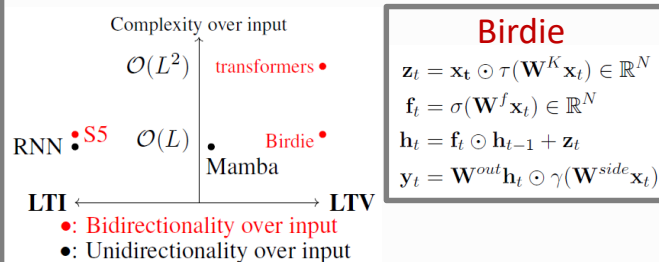 Complexity over input
O(L²)
transformers
RNN
S5
O(L)
Birdie
Mamba
LTI
LTV
●: Bidirectionality over input
●: Unidirectionality over input
Birdie
z_t = x_t ⊙ τ(W^K x_t) ∈ ℝ^N
f_t = σ(W^f x_t) ∈ ℝ^N
h_t = f_t ⊙ h_{t−1} + z_t
y_t = W^{out} h_t ⊙ γ(W^{side} x_t)